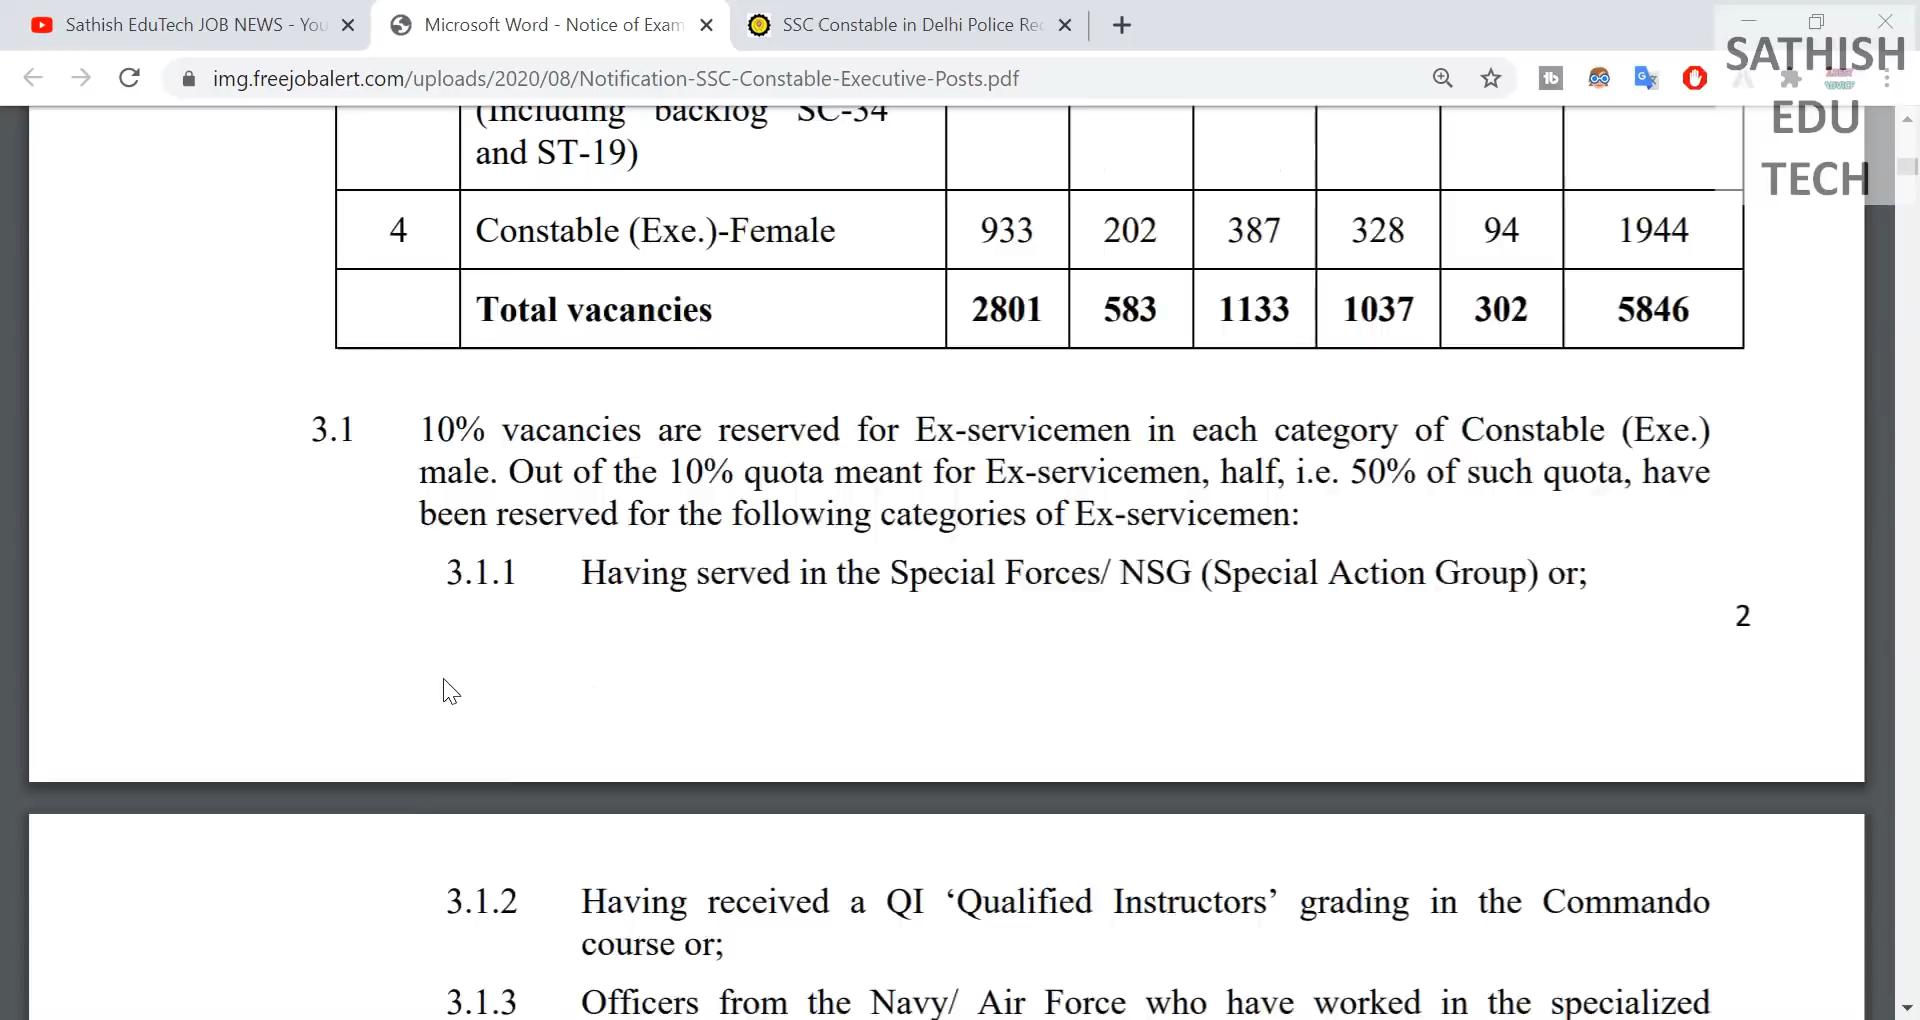 Sathish EduTech JOB NEWS - You
Microsoft Word - Notice of Exam
SSC Constable in Delhi Police Rec
img.freejobalert.com/uploads/2020/08/Notification-SSC-Constable-Executive-Posts.pdf
SATHISH
EDU
TECH
(Including backlog SC-34
and ST-19)
4 Constable (Exe.)-Female 933 202 387 328 94 1944
Total vacancies 2801 583 1133 1037 302 5846
3.1 10% vacancies are reserved for Ex-servicemen in each category of Constable (Exe.)
male. Out of the 10% quota meant for Ex-servicemen, half, i.e. 50% of such quota, have
been reserved for the following categories of Ex-servicemen:
3.1.1 Having served in the Special Forces/ NSG (Special Action Group) or;
2
3.1.2 Having received a QI ‘Qualified Instructors’ grading in the Commando
course or;
3.1.3 Officers from the Navy/ Air Force who have worked in the specialized